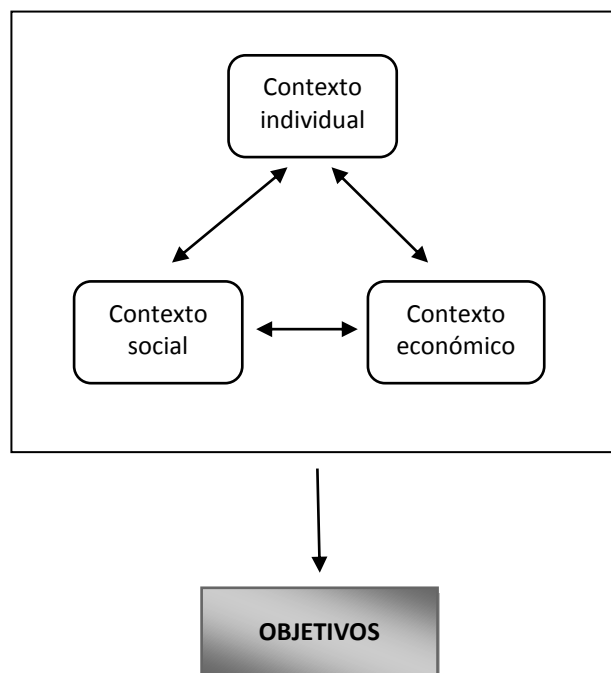 Contexto
individual
Contexto
social
Contexto
económico
OBJETIVOS